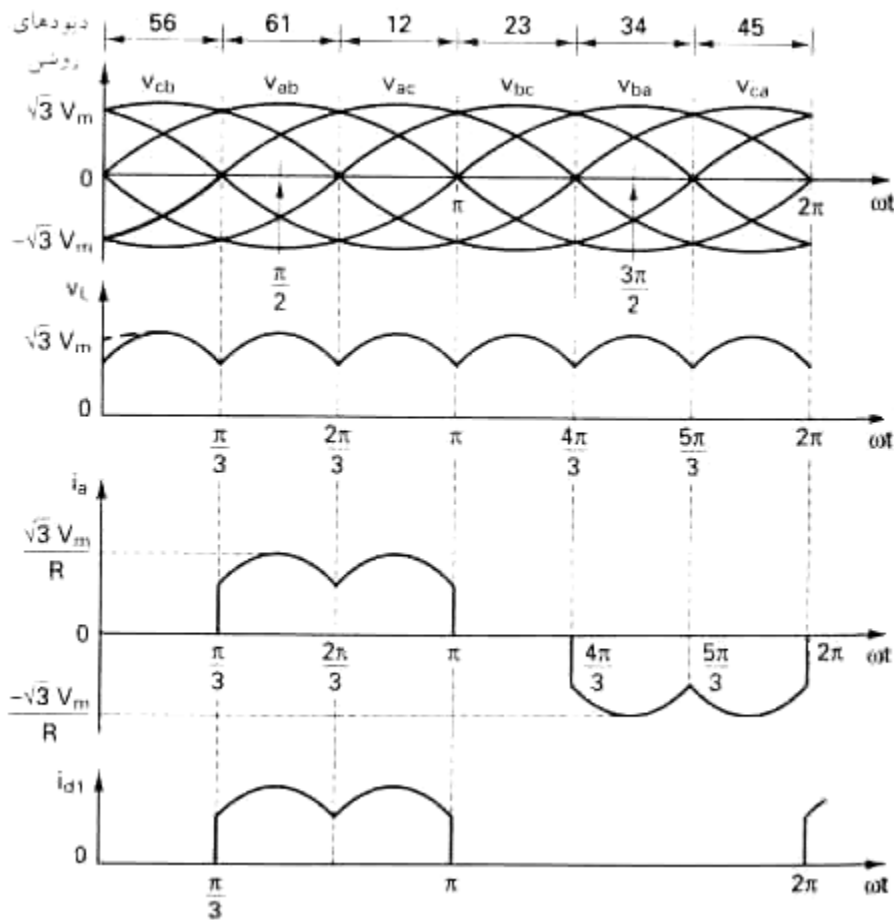 دیودهای
روشن
56 61 12 23 34 45
v_cb v_ab v_ac v_bc v_ba v_ca
√3 V_m
0
π 2π ωt
−√3 V_m
π/2 3π/2
v_L
√3 V_m
0
π/3 2π/3 π 4π/3 5π/3 2π ωt
i_a
√3 V_m/R
0
π/3 2π/3 π 4π/3 5π/3 2π ωt
−√3 V_m/R
i_d1
0
π/3 π 2π ωt